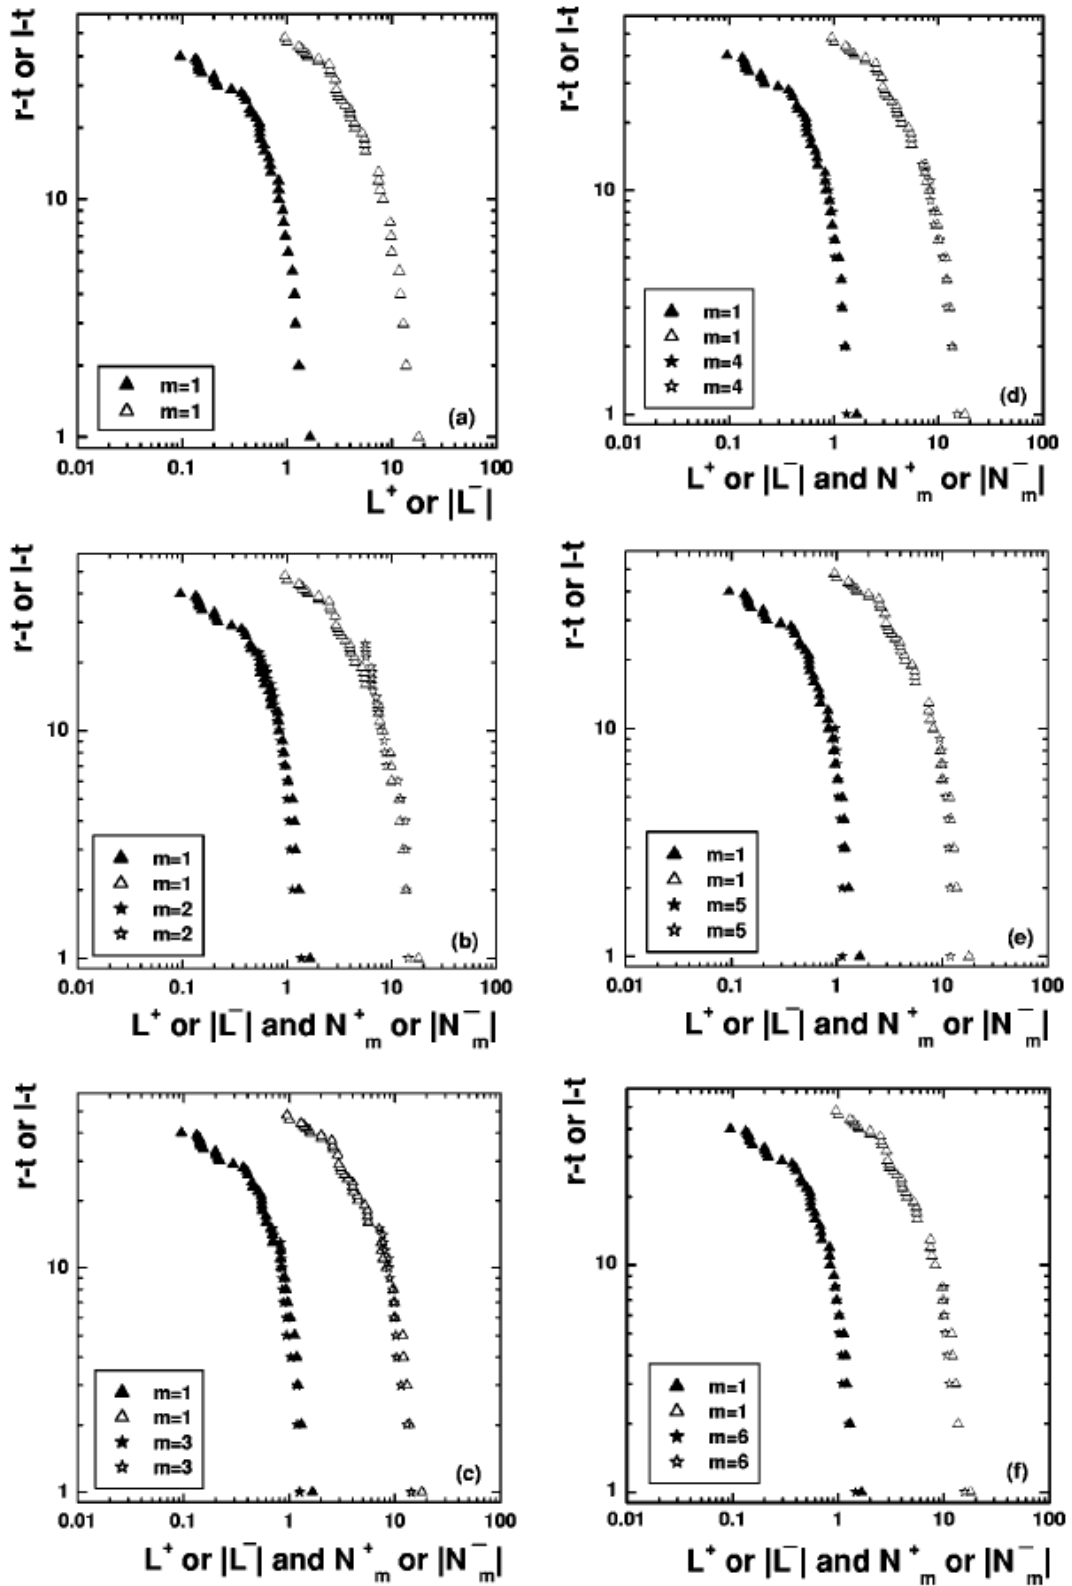 r-t or l-t
10
1
m=1
m=1
(a)
0.01 0.1 1 10 100
L+ or |L−|
r-t or l-t
10
1
m=1
m=1
m=4
m=4
(d)
0.01 0.1 1 10 100
L+ or |L−| and N+m or |N−m|
r-t or l-t
10
1
m=1
m=1
m=2
m=2
(b)
0.01 0.1 1 10 100
L+ or |L−| and N+m or |N−m|
r-t or l-t
10
1
m=1
m=1
m=5
m=5
(e)
0.01 0.1 1 10 100
L+ or |L−| and N+m or |N−m|
r-t or l-t
10
1
m=1
m=1
m=3
m=3
(c)
0.01 0.1 1 10 100
L+ or |L−| and N+m or |N−m|
r-t or l-t
10
1
m=1
m=1
m=6
m=6
(f)
0.01 0.1 1 10 100
L+ or |L−| and N+m or |N−m|